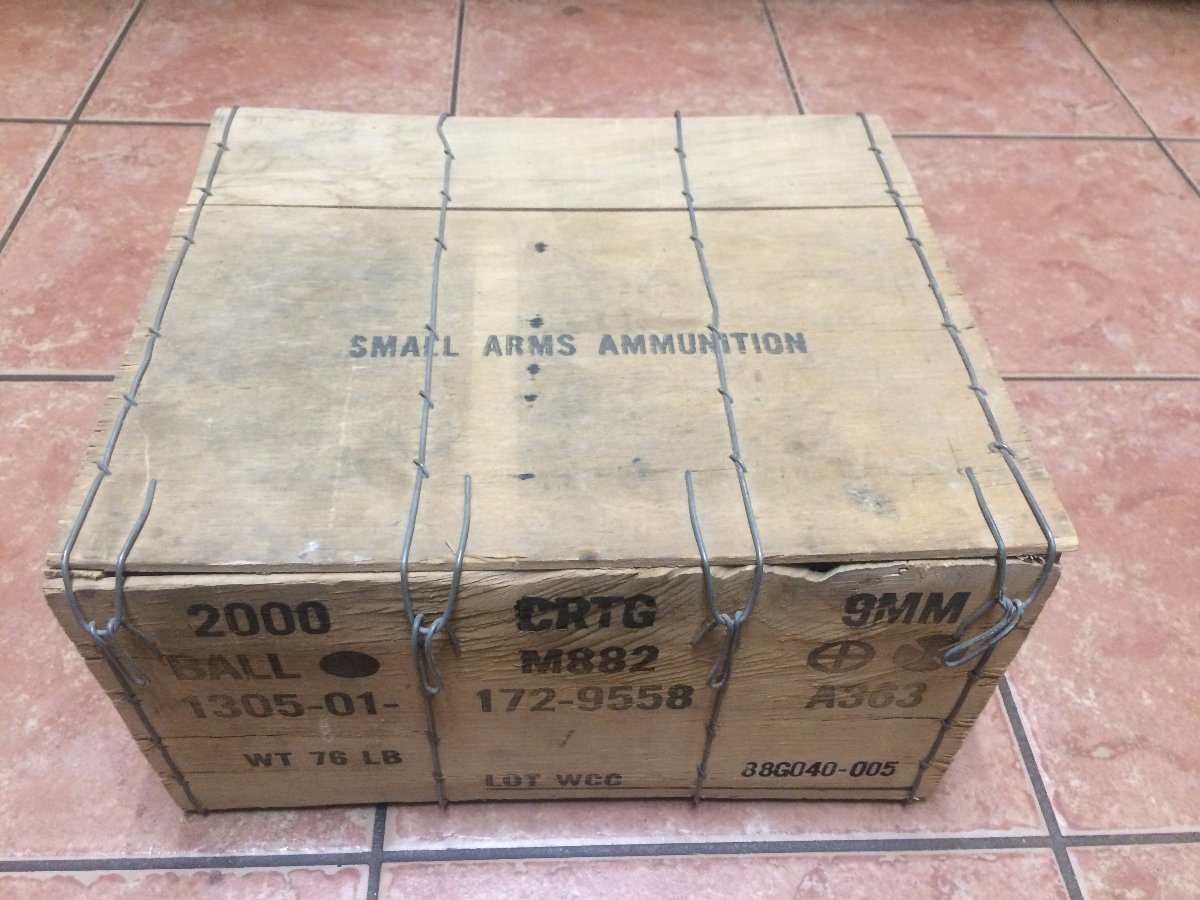 SMALL ARMS AMMUNITION
2000 CRTG 9MM
BALL M882
1305-01- 172-9558 A363
WT 76 LB
LOT WCC 88G040-005